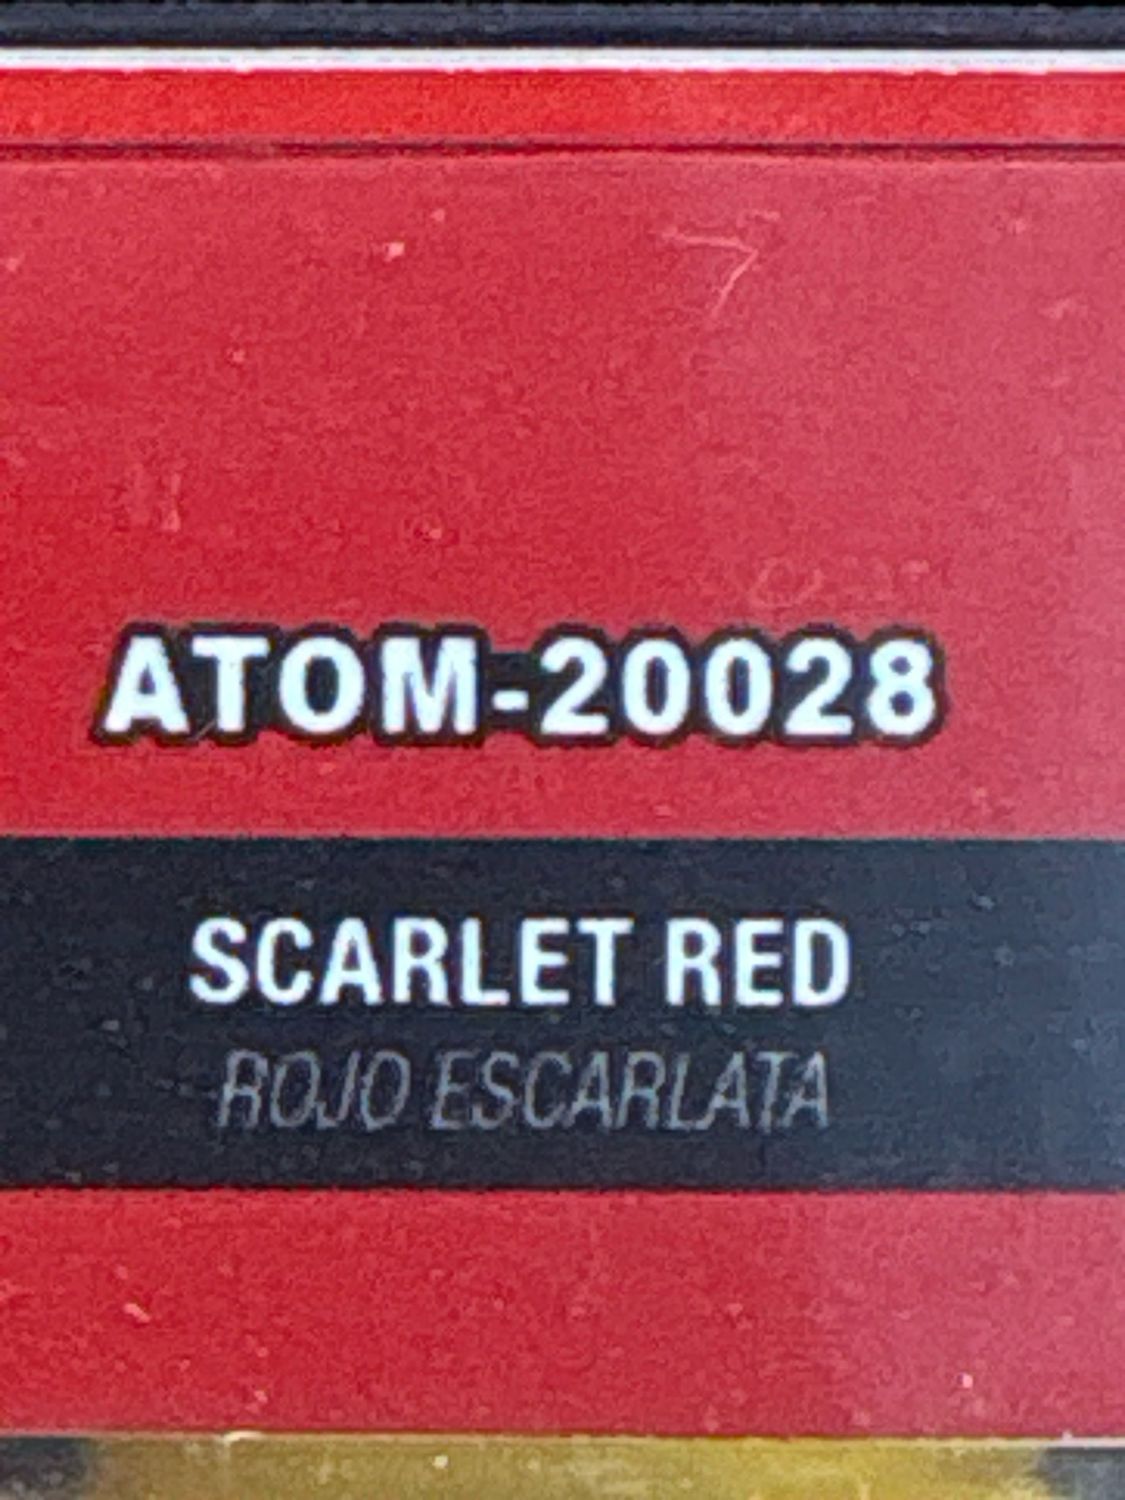 ATOM-20028
SCARLET RED
ROJO ESCARLATA